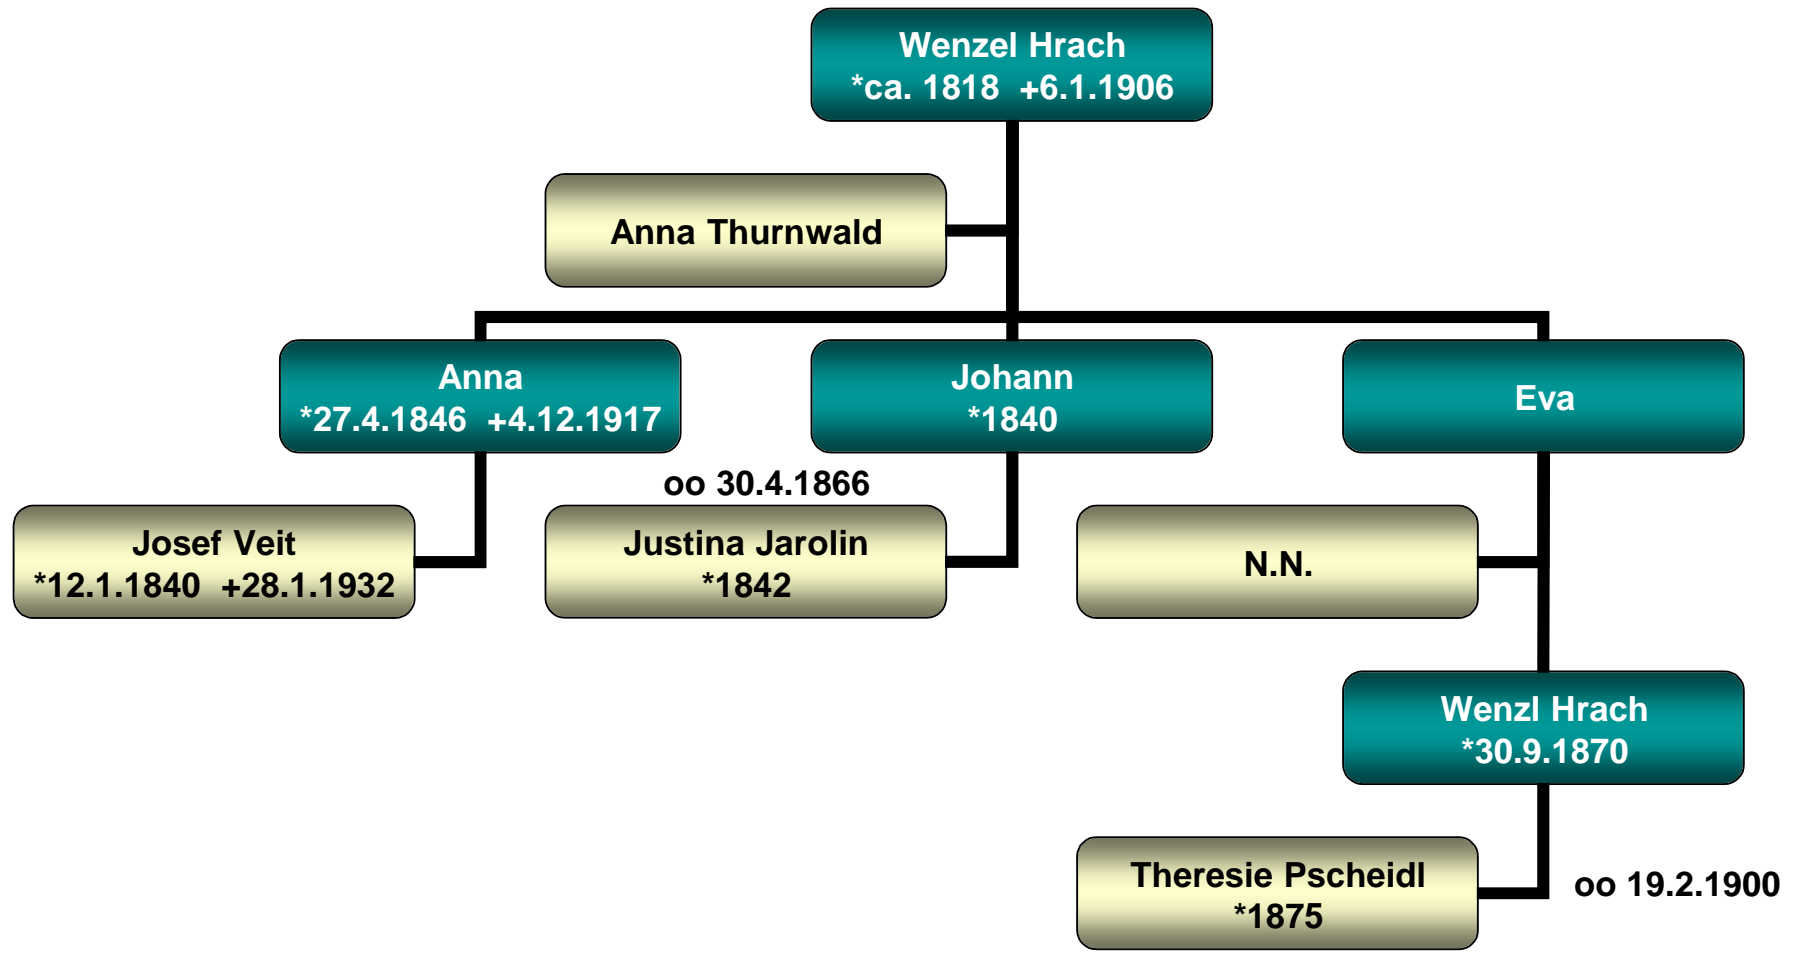 Wenzel Hrach
*ca. 1818  +6.1.1906
Anna Thurnwald
Anna
*27.4.1846  +4.12.1917
Johann
*1840
Eva
oo 30.4.1866
Josef Veit
*12.1.1840  +28.1.1932
Justina Jarolin
*1842
N.N.
Wenzl Hrach
*30.9.1870
Theresie Pscheidl
*1875
oo 19.2.1900